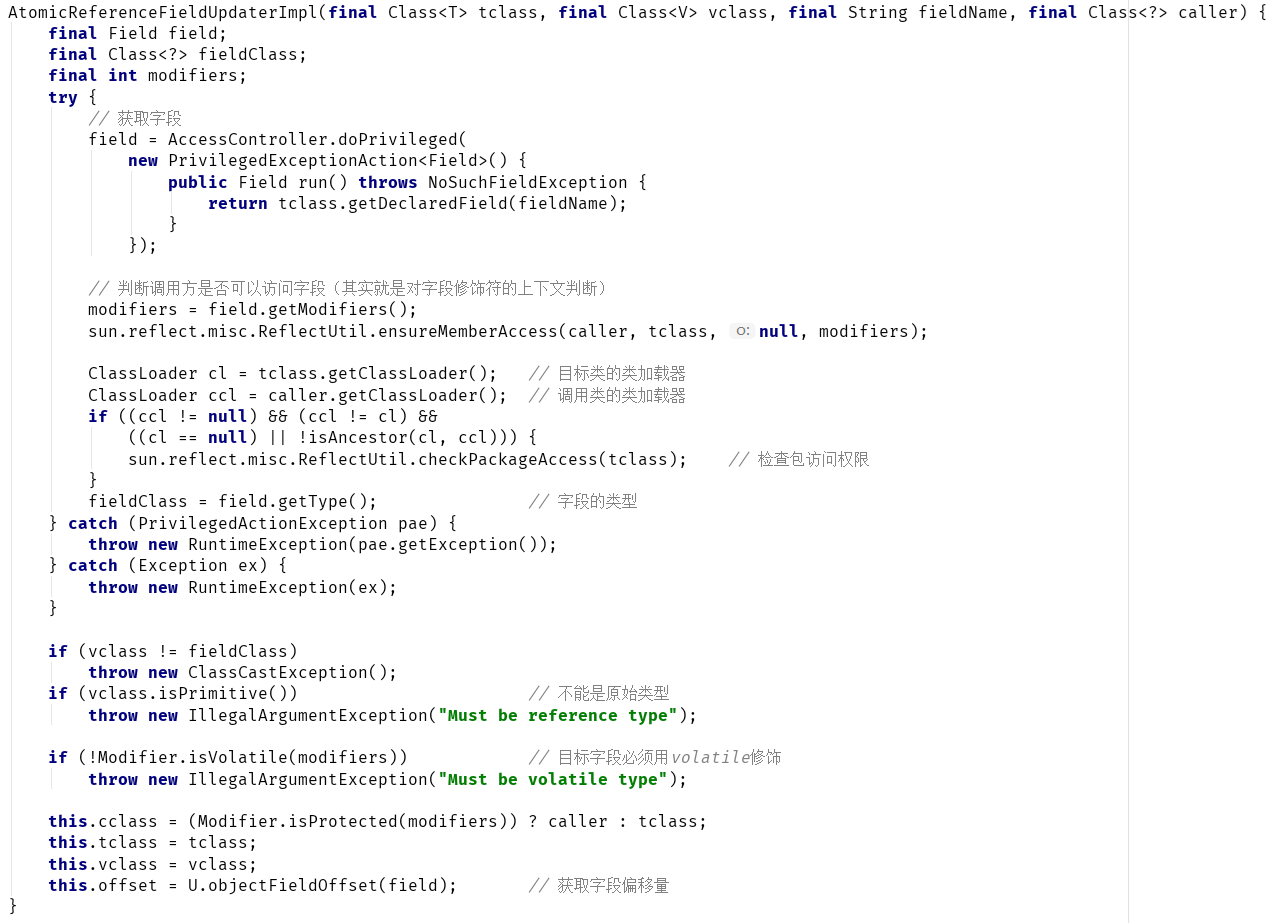 AtomicReferenceFieldUpdaterImpl(final Class<T> tclass, final Class<V> vclass, final String fieldName, final Class<?> caller) {
    final Field field;
    final Class<?> fieldClass;
    final int modifiers;
    try {
        // 获取字段
        field = AccessController.doPrivileged(
            new PrivilegedExceptionAction<Field>() {
                public Field run() throws NoSuchFieldException {
                    return tclass.getDeclaredField(fieldName);
                }
            });

        // 判断调用方是否可以访问字段（其实就是对字段修饰符的上下文判断）
        modifiers = field.getModifiers();
        sun.reflect.misc.ReflectUtil.ensureMemberAccess(caller, tclass, o: null, modifiers);

        ClassLoader cl = tclass.getClassLoader();   // 目标类的类加载器
        ClassLoader ccl = caller.getClassLoader();  // 调用类的类加载器
        if ((ccl != null) && (ccl != cl) &&
            ((cl == null) || !isAncestor(cl, ccl))) {
            sun.reflect.misc.ReflectUtil.checkPackageAccess(tclass);    // 检查包访问权限
        }
        fieldClass = field.getType();               // 字段的类型
    } catch (PrivilegedActionException pae) {
        throw new RuntimeException(pae.getException());
    } catch (Exception ex) {
        throw new RuntimeException(ex);
    }

    if (vclass != fieldClass)
        throw new ClassCastException();
    if (vclass.isPrimitive())                       // 不能是原始类型
        throw new IllegalArgumentException("Must be reference type");

    if (!Modifier.isVolatile(modifiers))            // 目标字段必须用volatile修饰
        throw new IllegalArgumentException("Must be volatile type");

    this.cclass = (Modifier.isProtected(modifiers)) ? caller : tclass;
    this.tclass = tclass;
    this.vclass = vclass;
    this.offset = U.objectFieldOffset(field);       // 获取字段偏移量
}